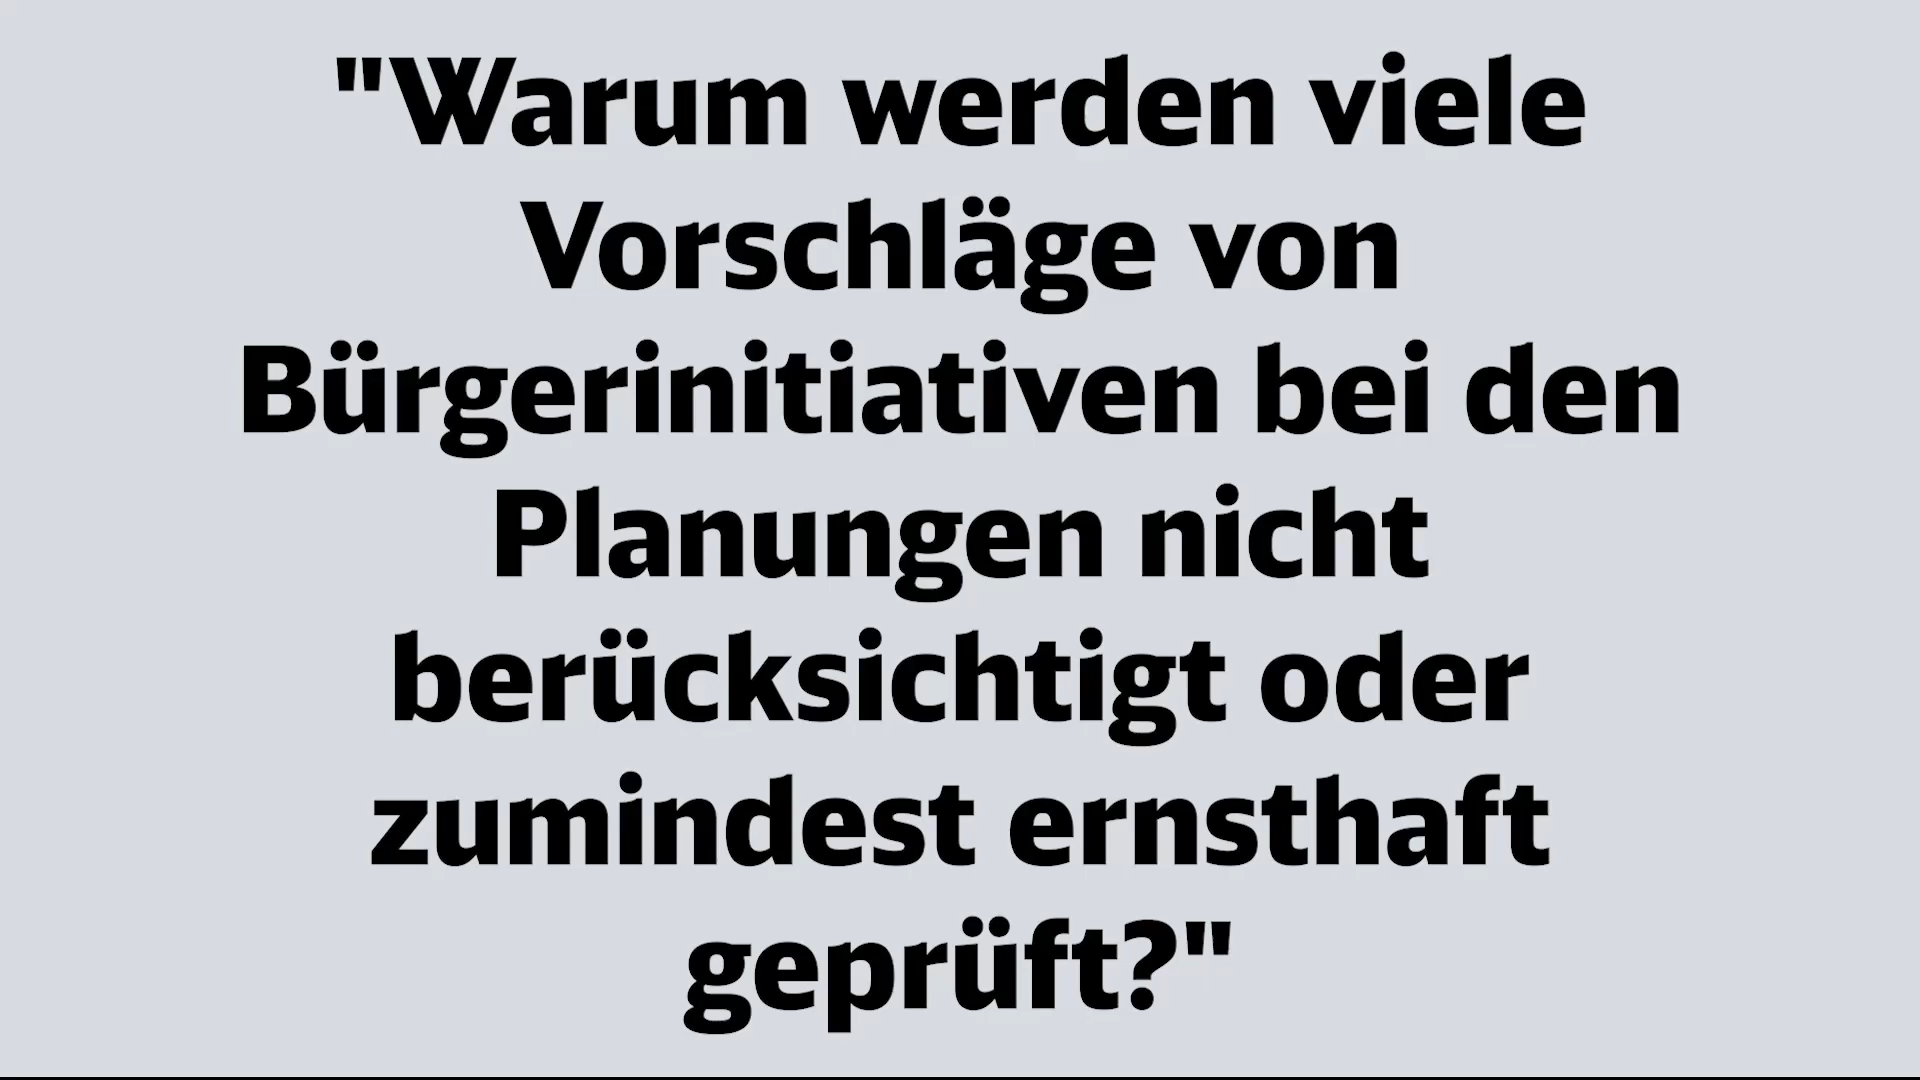 "Warum werden viele
Vorschläge von
Bürgerinitiativen bei den
Planungen nicht
berücksichtigt oder
zumindest ernsthaft
geprüft?"